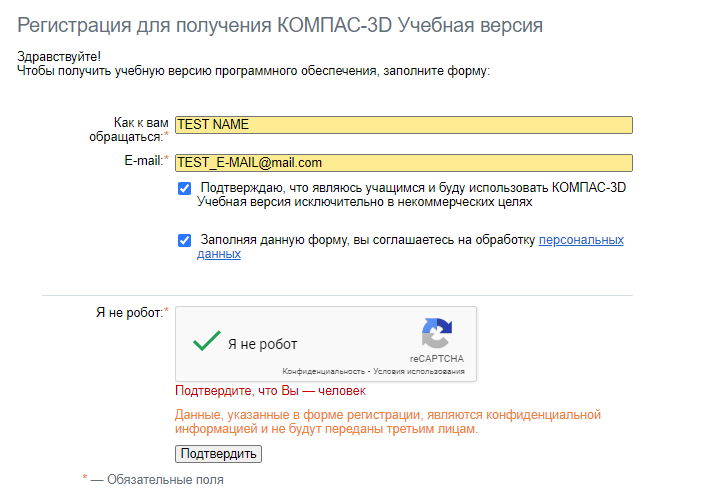 Регистрация для получения КОМПАС-3D Учебная версия
Здравствуйте!
Чтобы получить учебную версию программного обеспечения, заполните форму:
Как к вам
обращаться:*
TEST NAME
E-mail:*
TEST_E-MAIL@mail.com
Подтверждаю, что являюсь учащимся и буду использовать КОМПАС-3D
Учебная версия исключительно в некоммерческих целях
Заполняя данную форму, вы соглашаетесь на обработку персональных
данных
Я не робот:*
Я не робот
reCAPTCHA
Конфиденциальность - Условия использования
Подтвердите, что Вы — человек
Данные, указанные в форме регистрации, являются конфиденциальной
информацией и не будут переданы третьим лицам.
Подтвердить
* — Обязательные поля